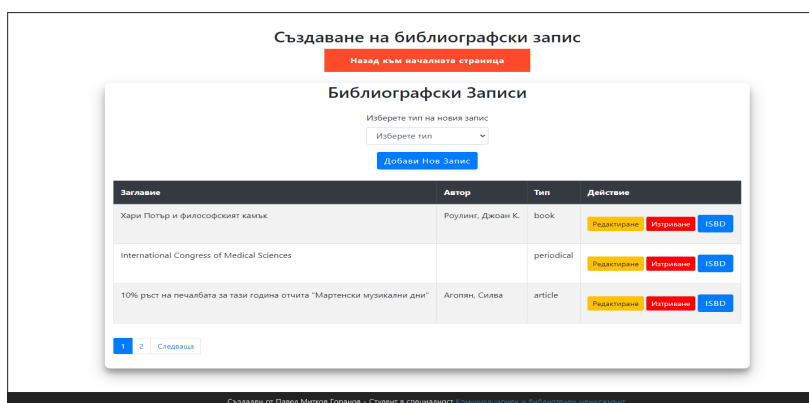 Създаване на библиографски запис
Назад към началната страница
Библиографски Записи
Изберете тип на новия запис
Изберете тип
Добави Нов Запис
Заглавие Автор Тип Действие
Хари Потър и философският камък Роулинг, Джоан К. book Редактиране Изтриване ISBD
International Congress of Medical Sciences periodical Редактиране Изтриване ISBD
10% ръст на печалбата за тази година отчита "Мартенски музикални дни" Агопян, Силва article Редактиране Изтриване ISBD
1 2 Следваща
Създаден от Павел Митков Горанов - Студент в специалност Комуникационен и библиотечен мениджмънт